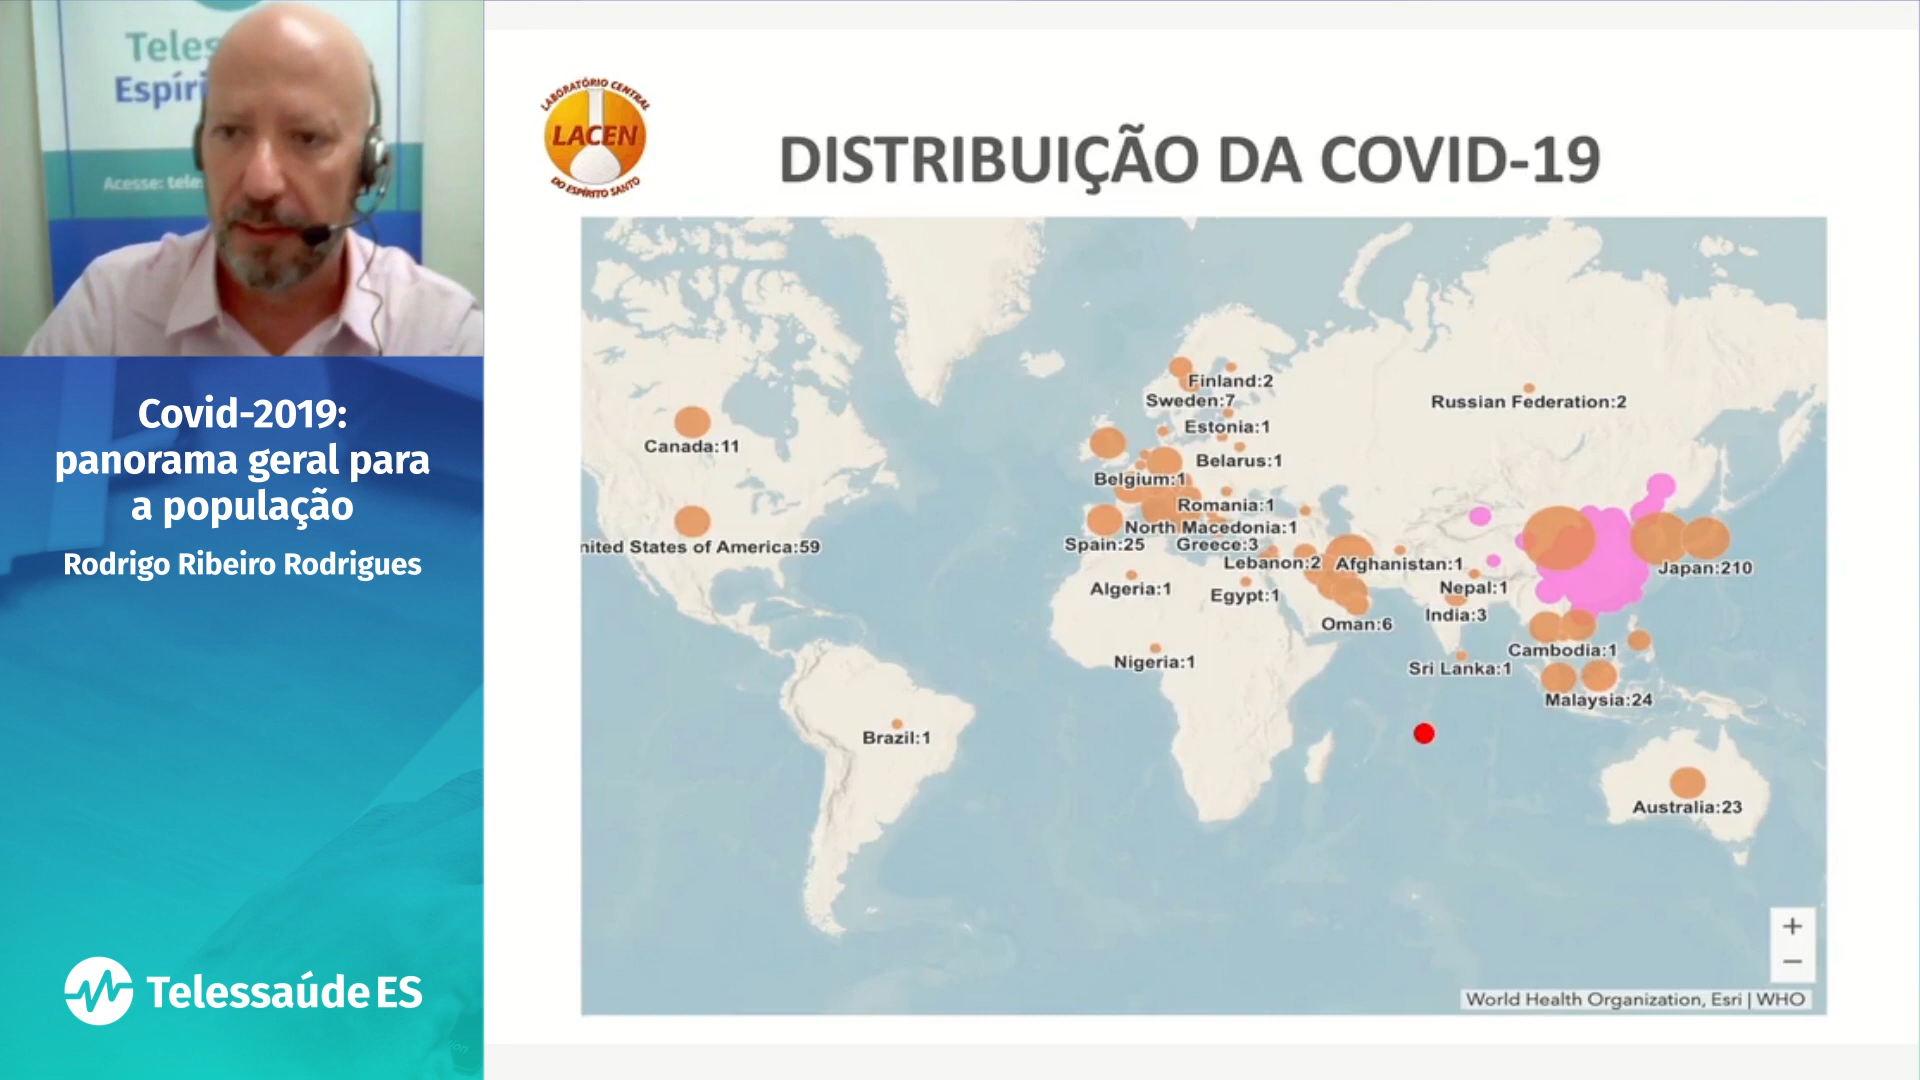 Acesse: tele
Covid-2019:
panorama geral para
a população
Rodrigo Ribeiro Rodrigues
Telessaúde ES
LABORATÓRIO CENTRAL
LACEN
DO ESPÍRITO SANTO
DISTRIBUIÇÃO DA COVID-19
Finland:2
Sweden:7
Russian Federation:2
Estonia:1
Canada:11
Belarus:1
Belgium:1
Romania:1
North Macedonia:1
Spain:25
Greece:3
nited States of America:59
Lebanon:2
Afghanistan:1
Japan:210
Algeria:1
Egypt:1
Nepal:1
India:3
Oman:6
Cambodia:1
Nigeria:1
Sri Lanka:1
Malaysia:24
Brazil:1
Australia:23
+
−
World Health Organization, Esri | WHO